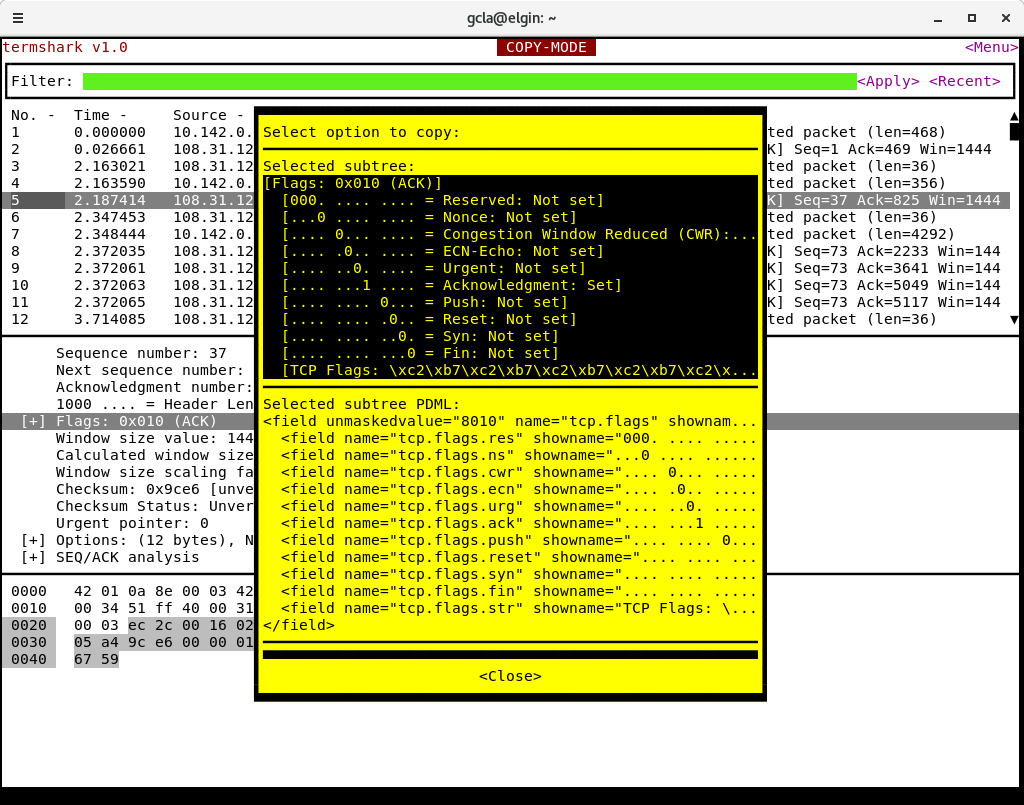 gcla@elgin: ~
termshark v1.0 COPY-MODE <Menu>
Filter: <Apply> <Recent>
No. - Time - Source -
1 0.000000 10.142.0. ted packet (len=468)
2 0.026661 108.31.12 K] Seq=1 Ack=469 Win=1444
3 2.163021 108.31.12 ted packet (len=36)
4 2.163590 10.142.0. ted packet (len=356)
5 2.187414 108.31.12 K] Seq=37 Ack=825 Win=1444
6 2.347453 108.31.12 ted packet (len=36)
7 2.348444 10.142.0. ted packet (len=4292)
8 2.372035 108.31.12 K] Seq=73 Ack=2233 Win=144
9 2.372061 108.31.12 K] Seq=73 Ack=3641 Win=144
10 2.372063 108.31.12 K] Seq=73 Ack=5049 Win=144
11 2.372065 108.31.12 K] Seq=73 Ack=5117 Win=144
12 3.714085 108.31.12 ted packet (len=36)
Sequence number: 37
Next sequence number:
Acknowledgment number:
1000 .... = Header Len
[+] Flags: 0x010 (ACK)
Window size value: 144
Calculated window size
Window size scaling fa
Checksum: 0x9ce6 [unve
Checksum Status: Unver
Urgent pointer: 0
[+] Options: (12 bytes), N
[+] SEQ/ACK analysis
0000 42 01 0a 8e 00 03 42
0010 00 34 51 ff 40 00 31
0020 00 03 ec 2c 00 16 02
0030 05 a4 9c e6 00 00 01
0040 67 59
Select option to copy:
Selected subtree:
[Flags: 0x010 (ACK)]
[000. .... .... = Reserved: Not set]
[...0 .... .... = Nonce: Not set]
[.... 0... .... = Congestion Window Reduced (CWR):...
[.... .0.. .... = ECN-Echo: Not set]
[.... ..0. .... = Urgent: Not set]
[.... ...1 .... = Acknowledgment: Set]
[.... .... 0... = Push: Not set]
[.... .... .0.. = Reset: Not set]
[.... .... ..0. = Syn: Not set]
[.... .... ...0 = Fin: Not set]
[TCP Flags: \xc2\xb7\xc2\xb7\xc2\xb7\xc2\xb7\xc2\x...
Selected subtree PDML:
<field unmaskedvalue="8010" name="tcp.flags" shownam...
<field name="tcp.flags.res" showname="000. .... .....
<field name="tcp.flags.ns" showname="...0 .... ......
<field name="tcp.flags.cwr" showname=".... 0... .....
<field name="tcp.flags.ecn" showname=".... .0.. .....
<field name="tcp.flags.urg" showname=".... ..0. .....
<field name="tcp.flags.ack" showname=".... ...1 .....
<field name="tcp.flags.push" showname=".... .... 0...
<field name="tcp.flags.reset" showname=".... .... ...
<field name="tcp.flags.syn" showname=".... .... .....
<field name="tcp.flags.fin" showname=".... .... .....
<field name="tcp.flags.str" showname="TCP Flags: \...
</field>
<Close>